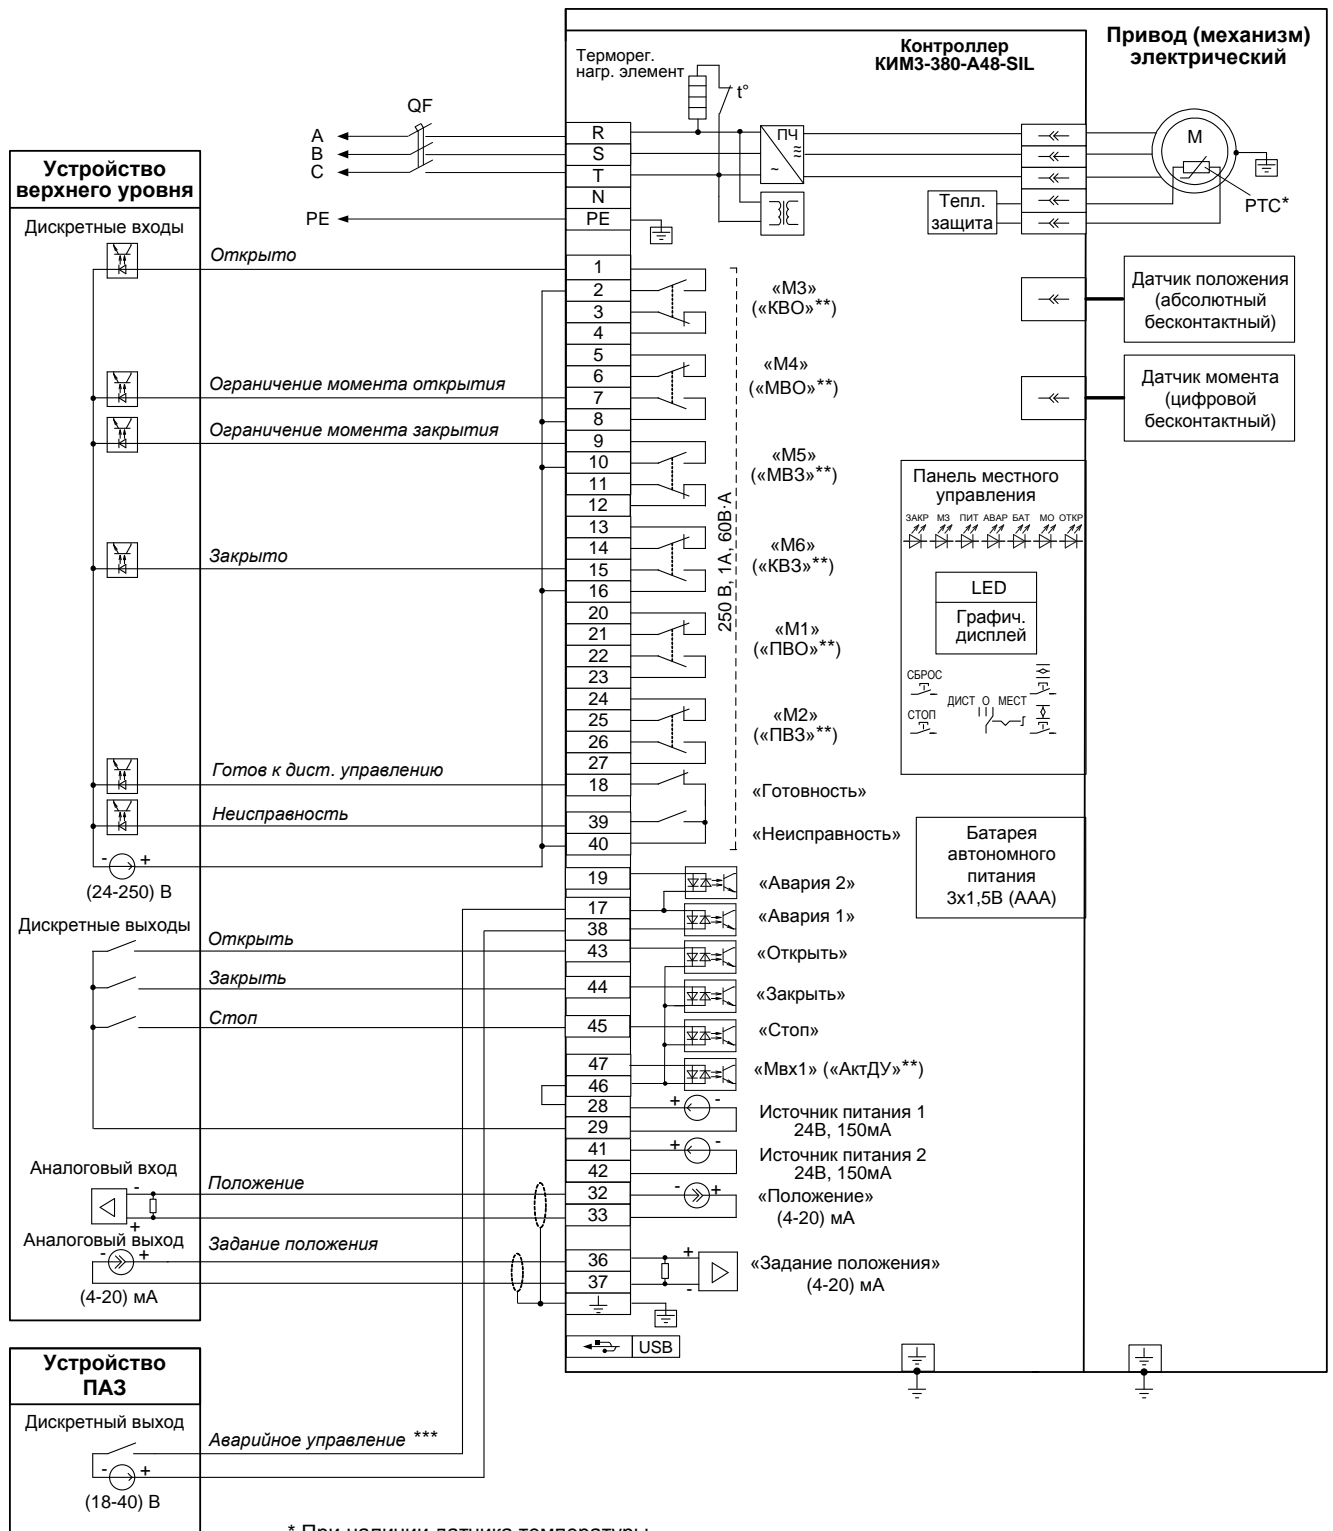 Привод (механизм)
электрический
Контроллер
КИМ3-380-A48-SIL
Терморег.
нагр. элемент
t°
QF
A
B
C
PE
R
S
T
N
PE
ПЧ
≈
~
M
PTC*
Тепл.
защита
Устройство
верхнего уровня
Дискретные входы
Открыто
1
2
3
4
«М3»
(«КВО»**)
Датчик положения
(абсолютный
бесконтактный)
5
6
7
8
Ограничение момента открытия
«М4»
(«МВО»**)
Датчик момента
(цифровой
бесконтактный)
Ограничение момента закрытия
9
10
11
12
«М5»
(«МВЗ»**)
Панель местного
управления
ЗАКР МЗ ПИТ АВАР БАТ МО ОТКР
Закрыто
13
14
15
16
«М6»
(«КВЗ»**)
250 В, 1А, 60В·А
LED
Графич.
дисплей
20
21
22
23
«М1»
(«ПВО»**)
СБРОС
ДИСТ О МЕСТ
СТОП
24
25
26
27
«М2»
(«ПВЗ»**)
Готов к дист. управлению
18
«Готовность»
Неисправность
39
40
«Неисправность»
- +
(24-250) В
Батарея
автономного
питания
3х1,5В (ААА)
19
«Авария 2»
17
38
«Авария 1»
Дискретные выходы
Открыть
43
«Открыть»
Закрыть
44
«Закрыть»
Стоп
45
«Стоп»
47
46
«Мвх1» («АктДУ»**)
28
29
+ -
Источник питания 1
24В, 150мА
41
42
+ -
Источник питания 2
24В, 150мА
Аналоговый вход
-
+
Положение
32
33
- +
«Положение»
(4-20) мА
Аналоговый выход
- +
(4-20) мА
Задание положения
36
37
+
-
«Задание положения»
(4-20) мА
USB
Устройство
ПАЗ
Дискретный выход
Аварийное управление ***
- +
(18-40) В
* При наличии датчика температуры